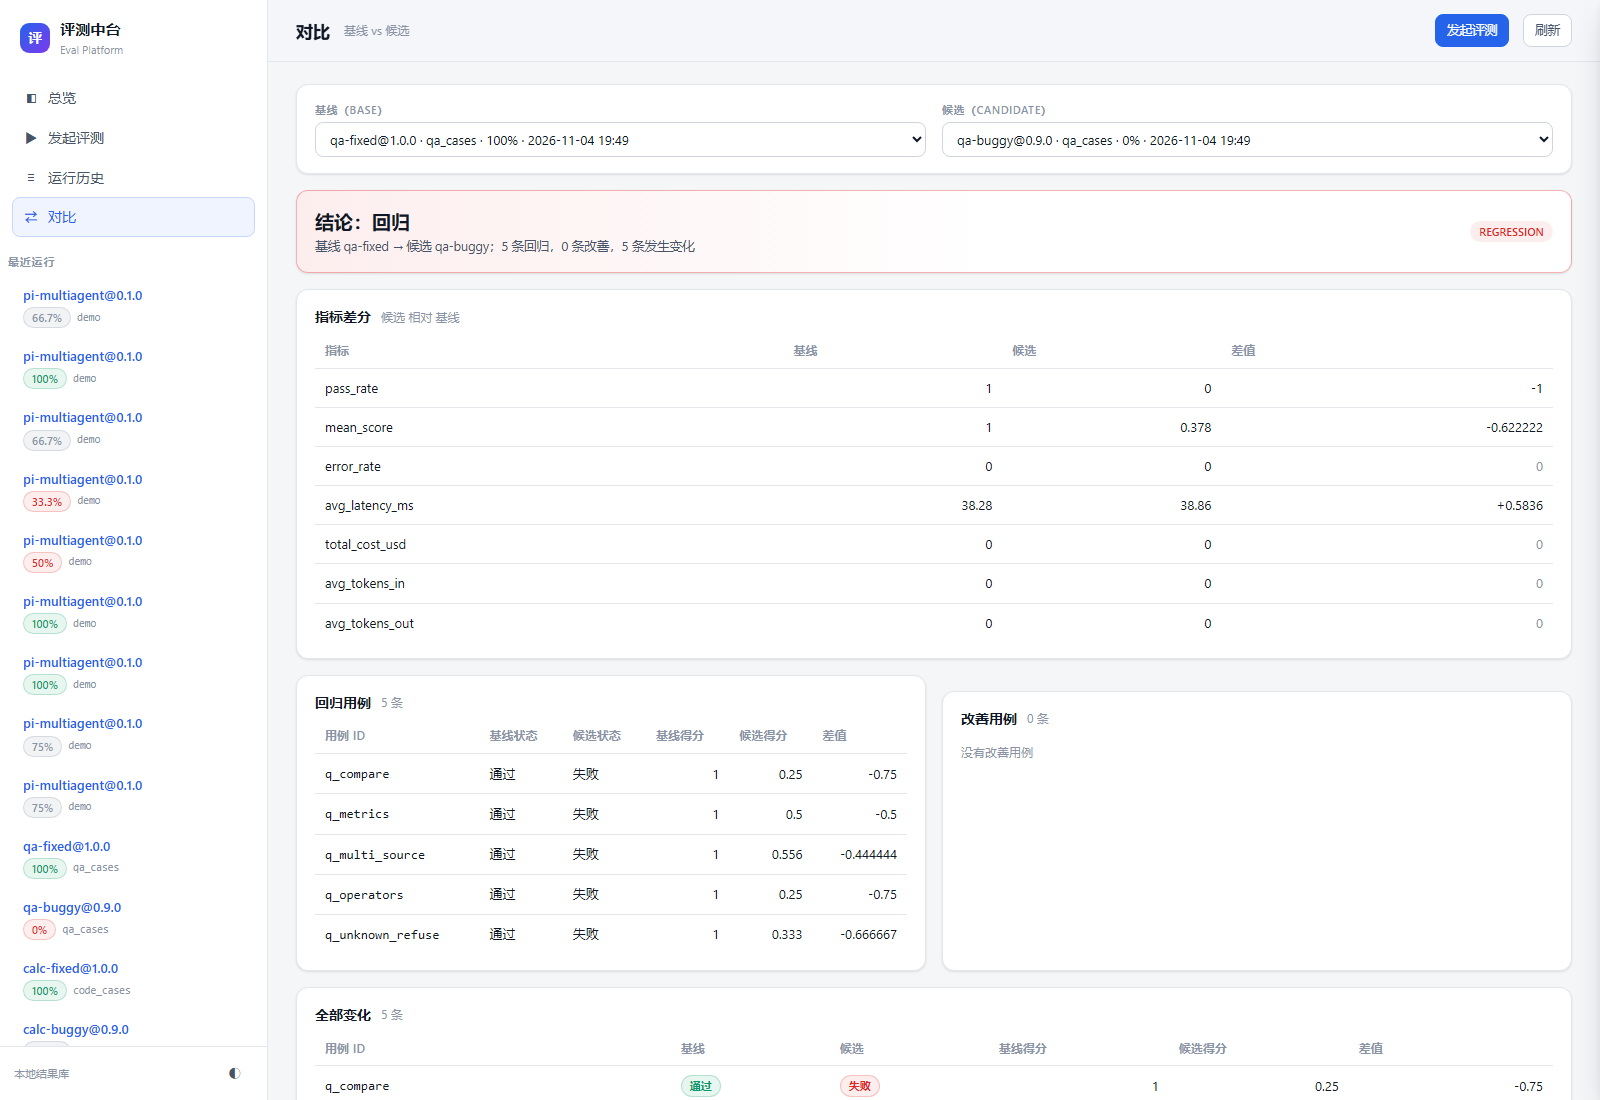 评
评测中台
Eval Platform
总览
发起评测
运行历史
对比
最近运行
pi-multiagent@0.1.0
66.7% demo
pi-multiagent@0.1.0
100% demo
pi-multiagent@0.1.0
66.7% demo
pi-multiagent@0.1.0
33.3% demo
pi-multiagent@0.1.0
50% demo
pi-multiagent@0.1.0
100% demo
pi-multiagent@0.1.0
100% demo
pi-multiagent@0.1.0
75% demo
pi-multiagent@0.1.0
75% demo
qa-fixed@1.0.0
100% qa_cases
qa-buggy@0.9.0
0% qa_cases
calc-fixed@1.0.0
100% code_cases
calc-buggy@0.9.0
本地结果库
对比 基线 vs 候选
发起评测 刷新
基线（BASE） 候选（CANDIDATE）
qa-fixed@1.0.0 · qa_cases · 100% · 2026-11-04 19:49 qa-buggy@0.9.0 · qa_cases · 0% · 2026-11-04 19:49
结论：回归
基线 qa-fixed → 候选 qa-buggy；5 条回归，0 条改善，5 条发生变化
REGRESSION
指标差分 候选 相对 基线
指标 基线 候选 差值
pass_rate 1 0 -1
mean_score 1 0.378 -0.622222
error_rate 0 0 0
avg_latency_ms 38.28 38.86 +0.5836
total_cost_usd 0 0 0
avg_tokens_in 0 0 0
avg_tokens_out 0 0 0
回归用例 5 条
用例 ID 基线状态 候选状态 基线得分 候选得分 差值
q_compare 通过 失败 1 0.25 -0.75
q_metrics 通过 失败 1 0.5 -0.5
q_multi_source 通过 失败 1 0.556 -0.444444
q_operators 通过 失败 1 0.25 -0.75
q_unknown_refuse 通过 失败 1 0.333 -0.666667
改善用例 0 条
没有改善用例
全部变化 5 条
用例 ID 基线 候选 基线得分 候选得分 差值
q_compare 通过 失败 1 0.25 -0.75